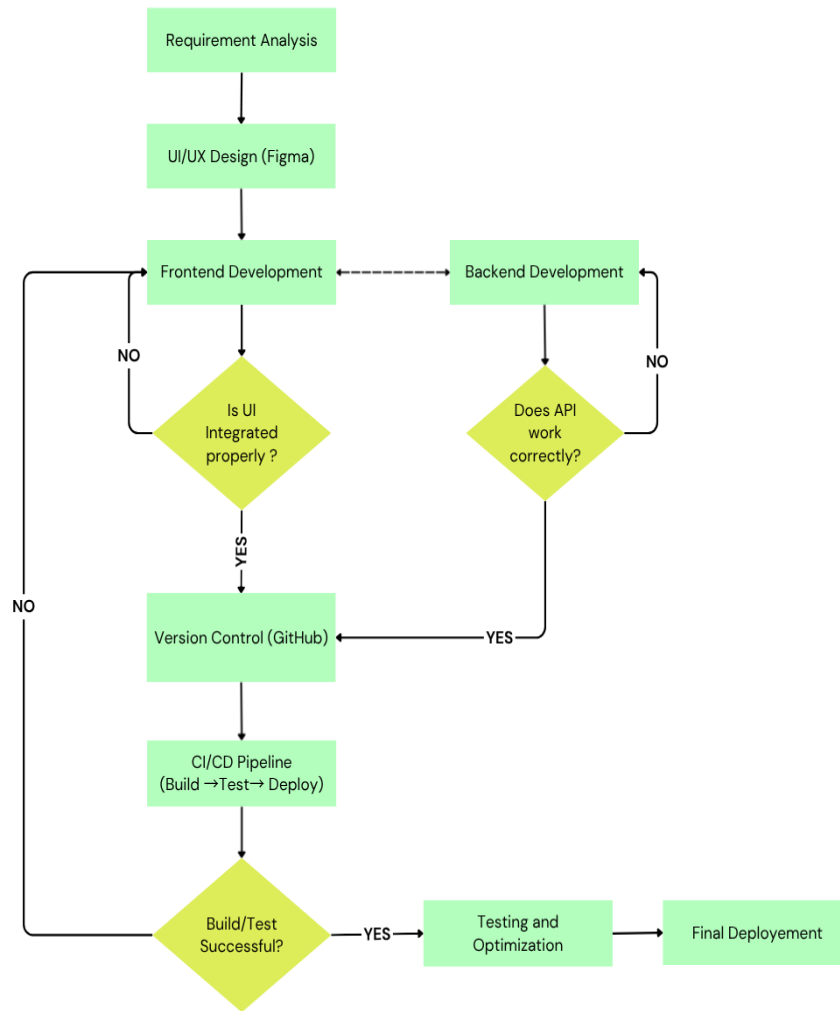 Requirement Analysis
UI/UX Design (Figma)
Frontend Development
Backend Development
NO
NO
Is UI
Integrated
properly ?
Does API
work
correctly?
YES
NO
Version Control (GitHub)
YES
CI/CD Pipeline
(Build →Test→ Deploy)
Build/Test
Successful?
YES
Testing and
Optimization
Final Deployement